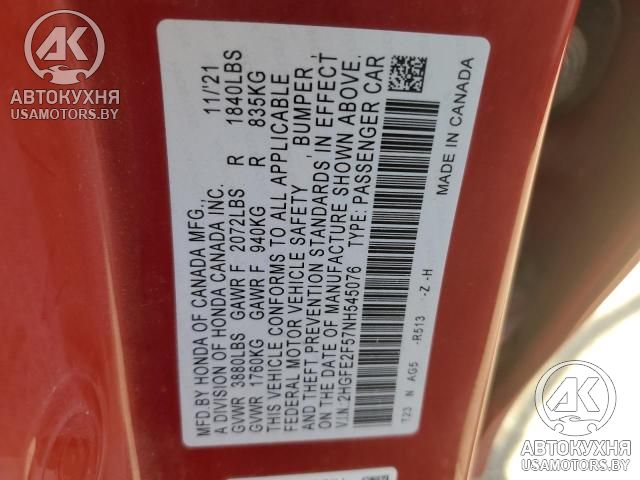 MFD. BY HONDA OF CANADA MFG., 11/'21
A DIVISION OF HONDA CANADA INC.
GVWR 3880LBS GAWR F 2072LBS R 1840LBS
GVWR 1760KG GAWR F 940KG R 835KG
THIS VEHICLE CONFORMS TO ALL APPLICABLE
FEDERAL MOTOR VEHICLE SAFETY , BUMPER ,
AND THEFT PREVENTION STANDARDS , IN EFFECT
ON THE DATE OF MANUFACTURE SHOWN ABOVE.
V.I.N. 2HGFE2F57NH545076 TYPE: PASSENGER CAR
T23 N AG5 -R513 -Z -H
MADE IN CANADA
АК
АВТОКУХНЯ
USAMOTORS.BY
АК
АВТОКУХНЯ
USAMOTORS.BY